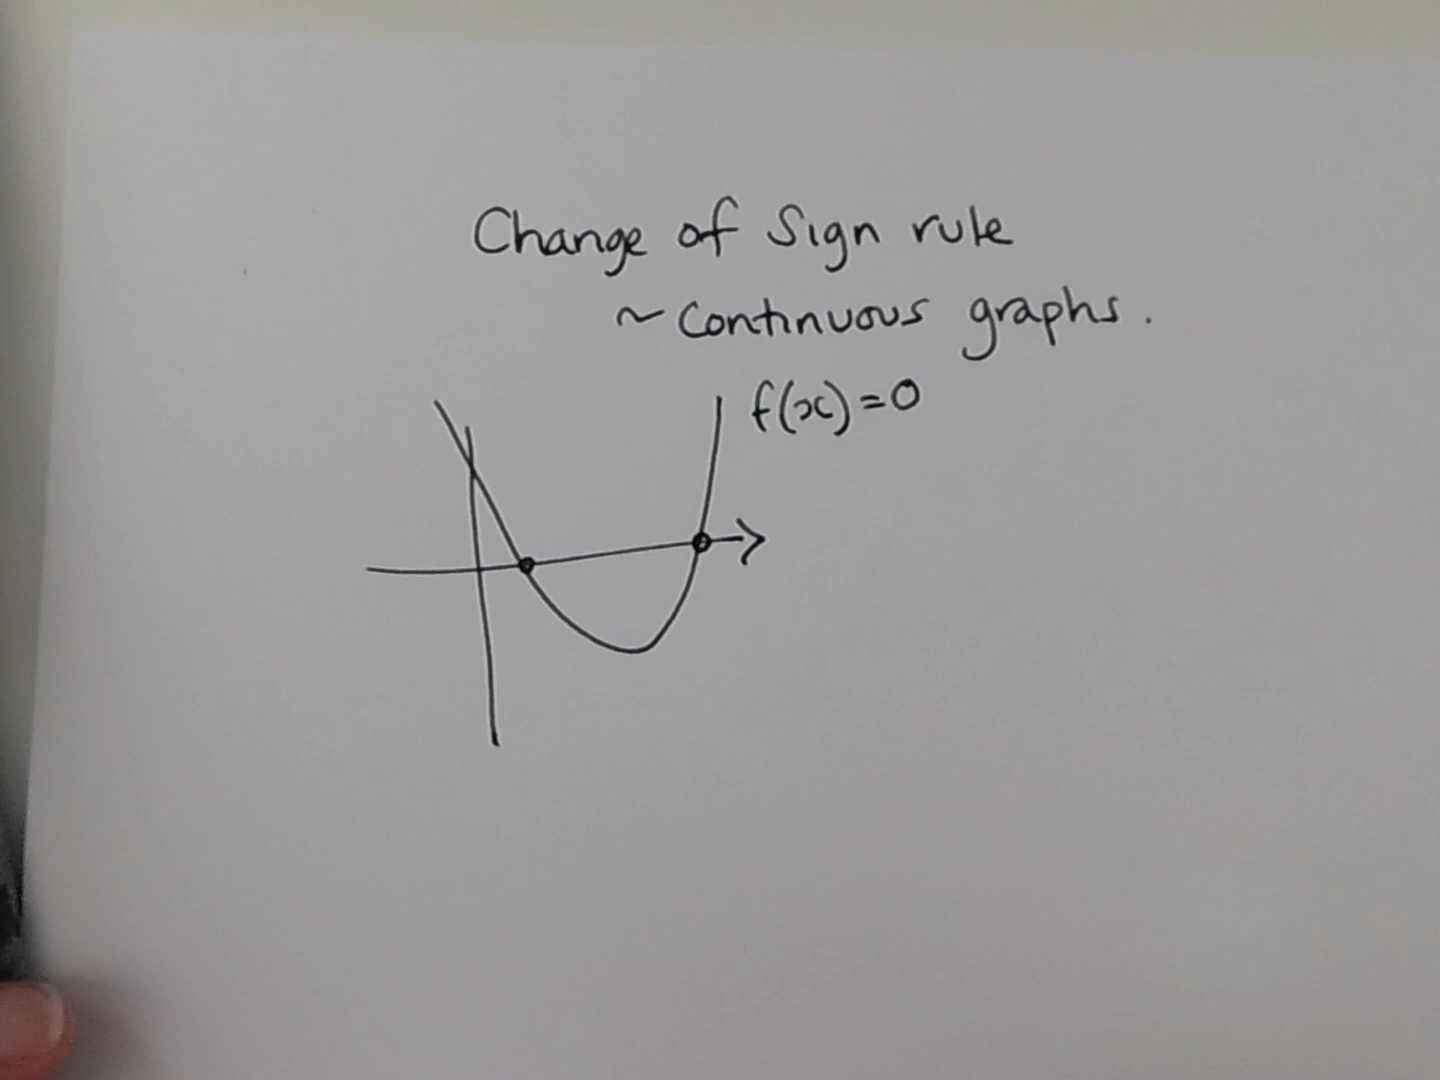 Change of Sign rule
~ Continuous graphs.
f(x)=0